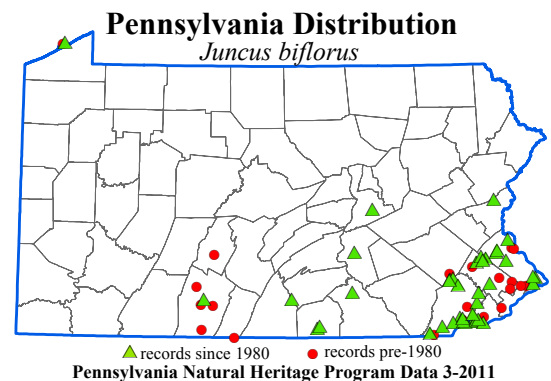 Pennsylvania Distribution
Juncus biflorus
records since 1980 records pre-1980
Pennsylvania Natural Heritage Program Data 3-2011